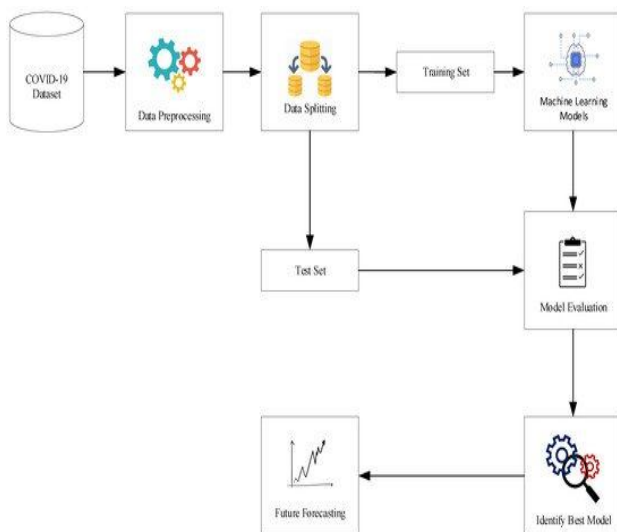 COVID-19
Dataset
Data Preprocessing
Data Splitting
Training Set
Machine Learning
Models
Test Set
Model Evaluation
Future Forecasting
Identify Best Model